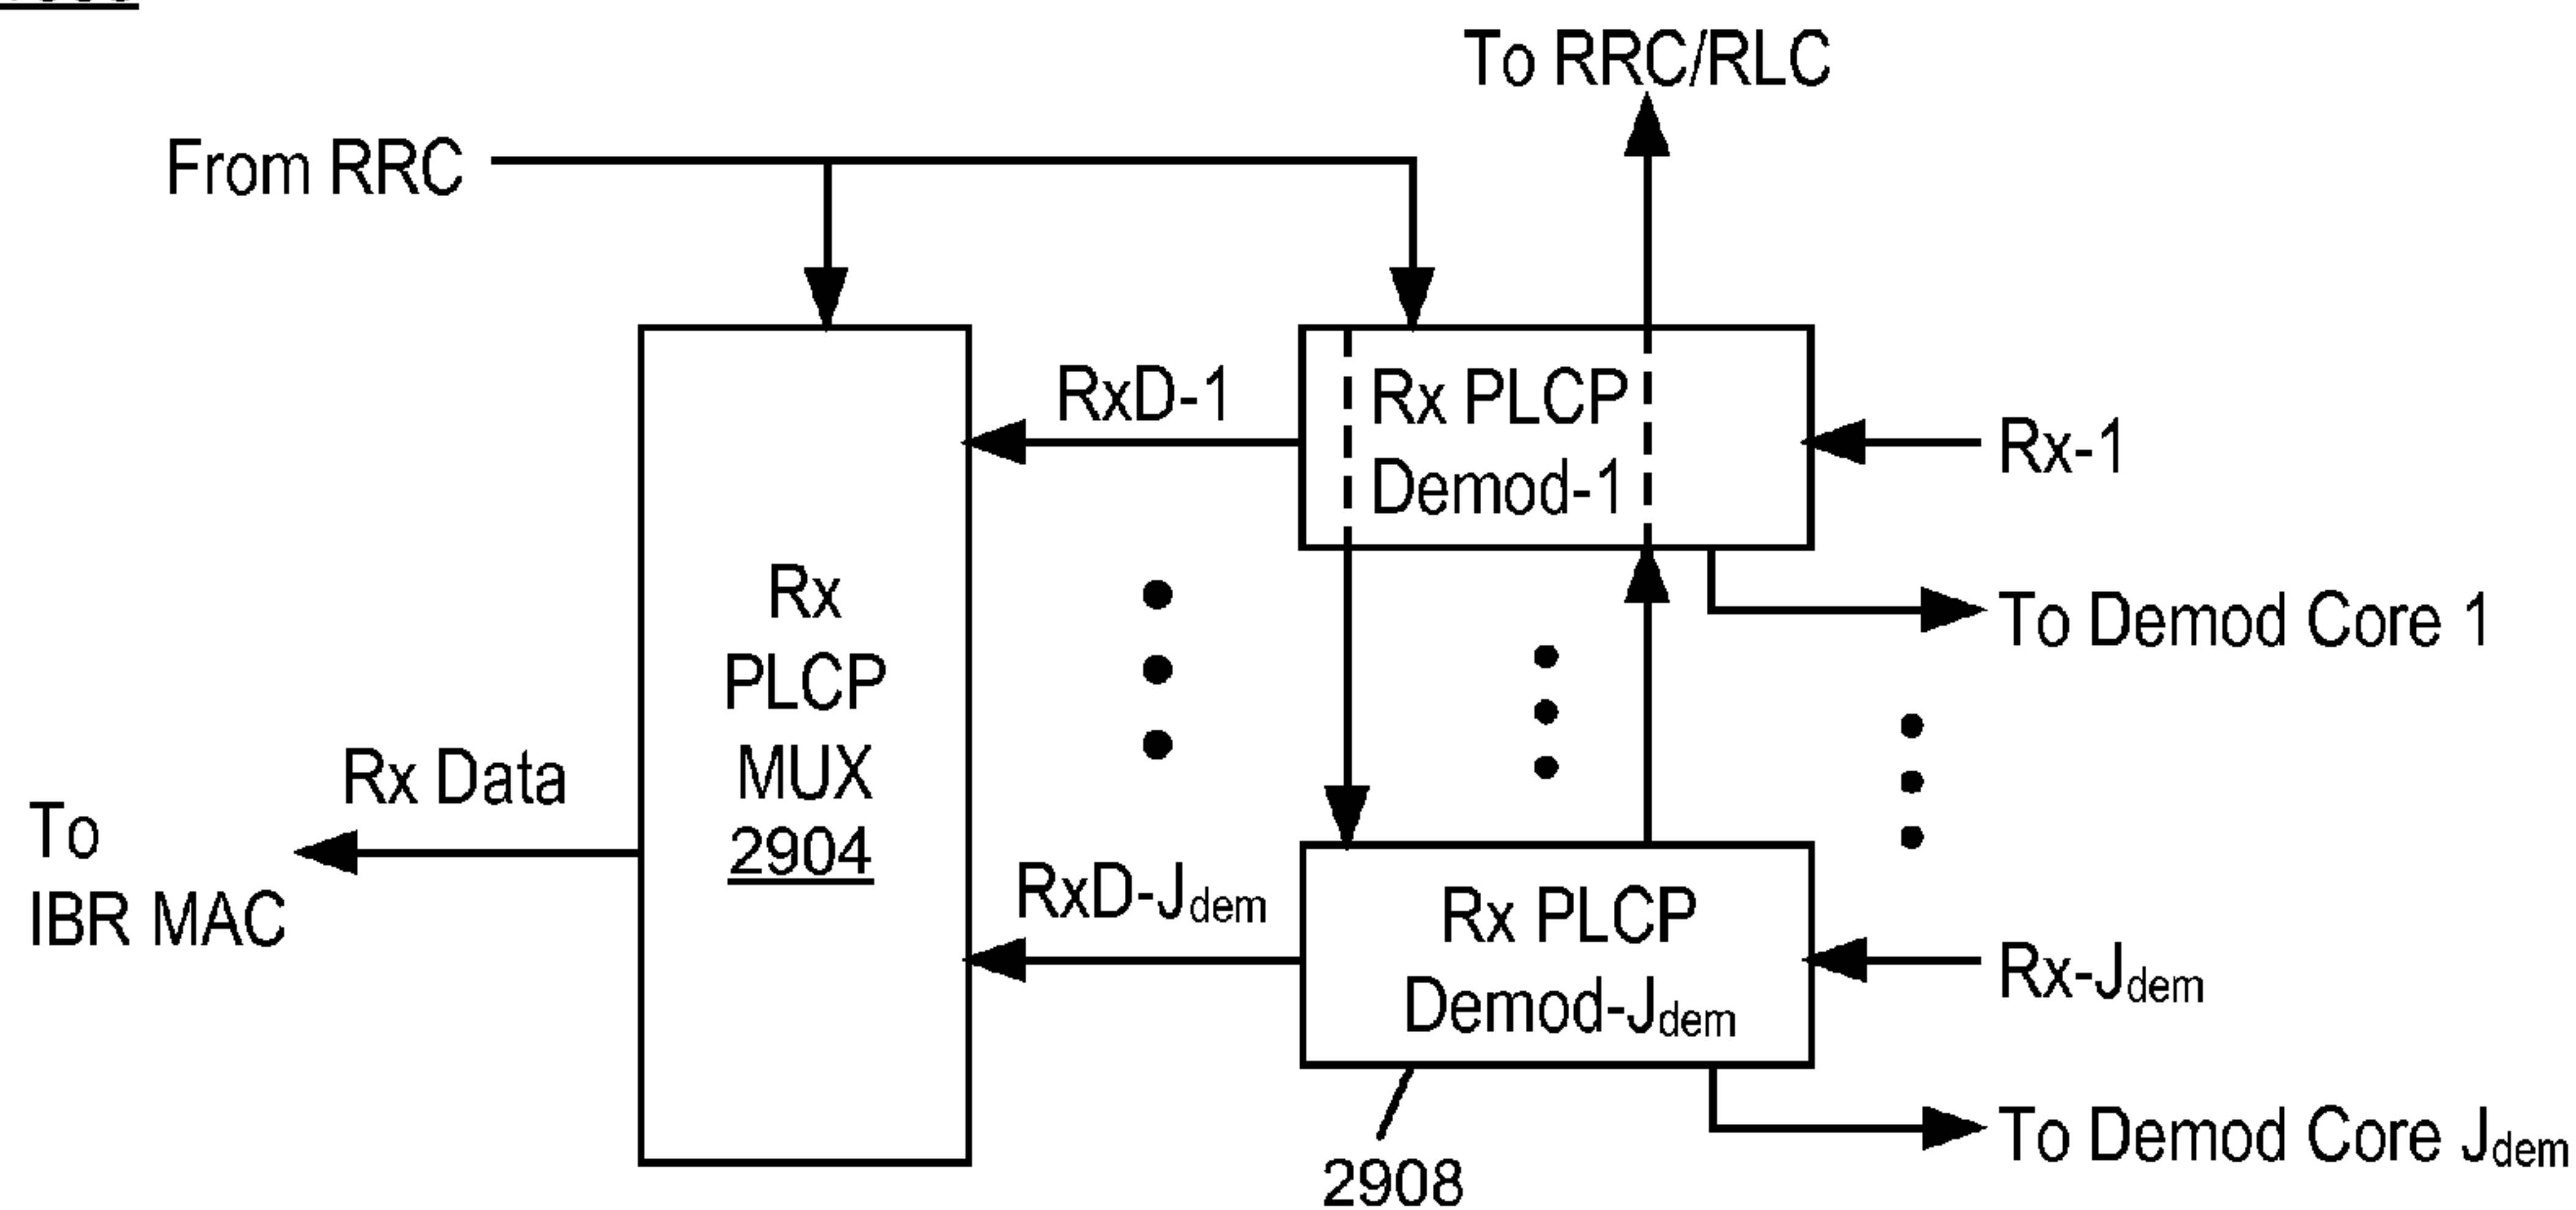 To RRC/RLC
From RRC
RxD-1
Rx PLCP
Demod-1
Rx-1
Rx
PLCP
MUX
2904
To Demod Core 1
Rx Data
To
IBR MAC
RxD-Jdem
Rx PLCP
Demod-Jdem
Rx-Jdem
To Demod Core Jdem
2908